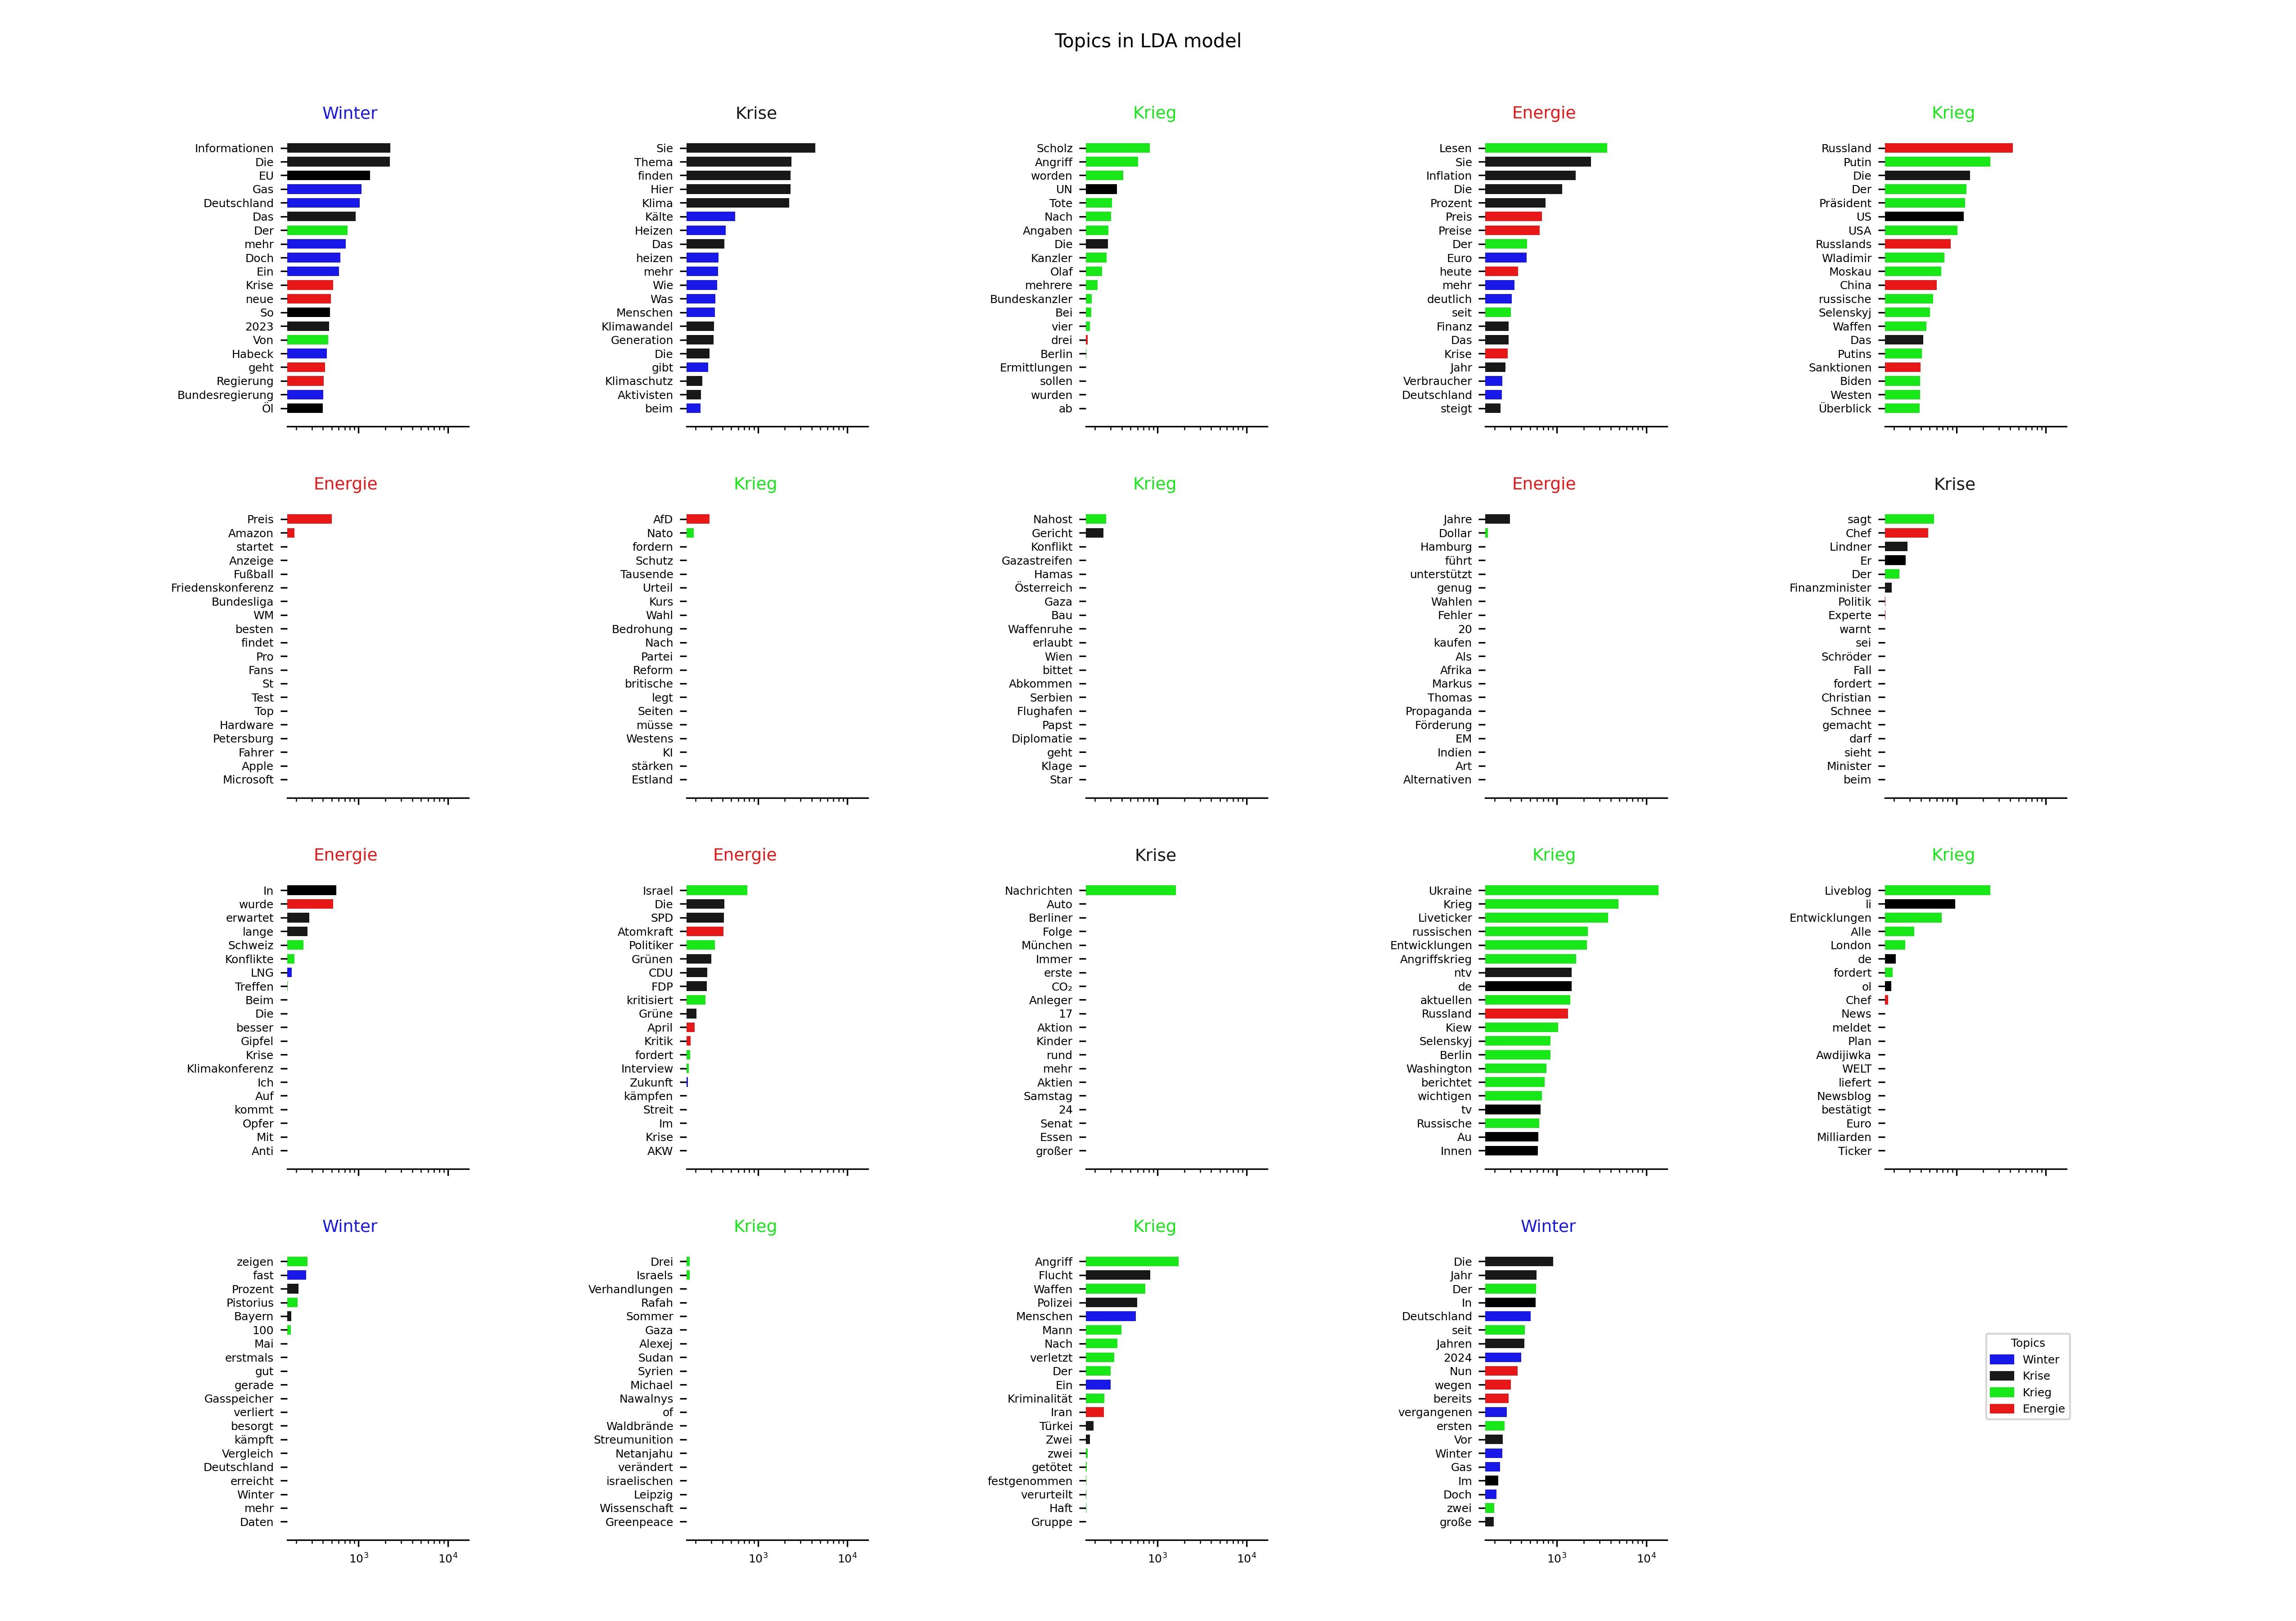 Topics in LDA model
Winter
Informationen
Die
EU
Gas
Deutschland
Das
Der
mehr
Doch
Ein
Krise
neue
So
2023
Von
Habeck
geht
Regierung
Bundesregierung
Öl
Krise
Sie
Thema
finden
Hier
Klima
Kälte
Heizen
Das
heizen
mehr
Wie
Was
Menschen
Klimawandel
Generation
Die
gibt
Klimaschutz
Aktivisten
beim
Krieg
Scholz
Angriff
worden
UN
Tote
Nach
Angaben
Die
Kanzler
Olaf
mehrere
Bundeskanzler
Bei
vier
drei
Berlin
Ermittlungen
sollen
wurden
ab
Energie
Lesen
Sie
Inflation
Die
Prozent
Preis
Preise
Der
Euro
heute
mehr
deutlich
seit
Finanz
Das
Krise
Jahr
Verbraucher
Deutschland
steigt
Krieg
Russland
Putin
Die
Der
Präsident
US
USA
Russlands
Wladimir
Moskau
China
russische
Selenskyj
Waffen
Das
Putins
Sanktionen
Biden
Westen
Überblick
Energie
Preis
Amazon
startet
Anzeige
Fußball
Friedenskonferenz
Bundesliga
WM
besten
findet
Pro
Fans
St
Test
Top
Hardware
Petersburg
Fahrer
Apple
Microsoft
Krieg
AfD
Nato
fordern
Schutz
Tausende
Urteil
Kurs
Wahl
Bedrohung
Nach
Partei
Reform
britische
legt
Seiten
müsse
Westens
KI
stärken
Estland
Krieg
Nahost
Gericht
Konflikt
Gazastreifen
Hamas
Österreich
Gaza
Bau
Waffenruhe
erlaubt
Wien
bittet
Abkommen
Serbien
Flughafen
Papst
Diplomatie
geht
Klage
Star
Energie
Jahre
Dollar
Hamburg
führt
unterstützt
genug
Wahlen
Fehler
20
kaufen
Als
Afrika
Markus
Thomas
Propaganda
Förderung
EM
Indien
Art
Alternativen
Krise
sagt
Chef
Lindner
Er
Der
Finanzminister
Politik
Experte
warnt
sei
Schröder
Fall
fordert
Christian
Schnee
gemacht
darf
sieht
Minister
beim
Energie
In
wurde
erwartet
lange
Schweiz
Konflikte
LNG
Treffen
Beim
Die
besser
Gipfel
Krise
Klimakonferenz
Ich
Auf
kommt
Opfer
Mit
Anti
Energie
Israel
Die
SPD
Atomkraft
Politiker
Grünen
CDU
FDP
kritisiert
Grüne
April
Kritik
fordert
Interview
Zukunft
kämpfen
Streit
Im
Krise
AKW
Krise
Nachrichten
Auto
Berliner
Folge
München
Immer
erste
CO₂
Anleger
17
Aktion
Kinder
rund
mehr
Aktien
Samstag
24
Senat
Essen
großer
Krieg
Ukraine
Krieg
Liveticker
russischen
Entwicklungen
Angriffskrieg
ntv
de
aktuellen
Russland
Kiew
Selenskyj
Berlin
Washington
berichtet
wichtigen
tv
Russische
Au
Innen
Krieg
Liveblog
li
Entwicklungen
Alle
London
de
fordert
ol
Chef
News
meldet
Plan
Awdijiwka
WELT
liefert
Newsblog
bestätigt
Euro
Milliarden
Ticker
Winter
zeigen
fast
Prozent
Pistorius
Bayern
100
Mai
erstmals
gut
gerade
Gasspeicher
verliert
besorgt
kämpft
Vergleich
Deutschland
erreicht
Winter
mehr
Daten
10³ 10⁴
Krieg
Drei
Israels
Verhandlungen
Rafah
Sommer
Gaza
Alexej
Sudan
Syrien
Michael
Nawalnys
of
Waldbrände
Streumunition
Netanjahu
verändert
israelischen
Leipzig
Wissenschaft
Greenpeace
10³ 10⁴
Krieg
Angriff
Flucht
Waffen
Polizei
Menschen
Mann
Nach
verletzt
Der
Ein
Kriminalität
Iran
Türkei
Zwei
zwei
getötet
festgenommen
verurteilt
Haft
Gruppe
10³ 10⁴
Winter
Die
Jahr
Der
In
Deutschland
seit
Jahren
2024
Nun
wegen
bereits
vergangenen
ersten
Vor
Winter
Gas
Im
Doch
zwei
große
10³ 10⁴
Topics
Winter
Krise
Krieg
Energie